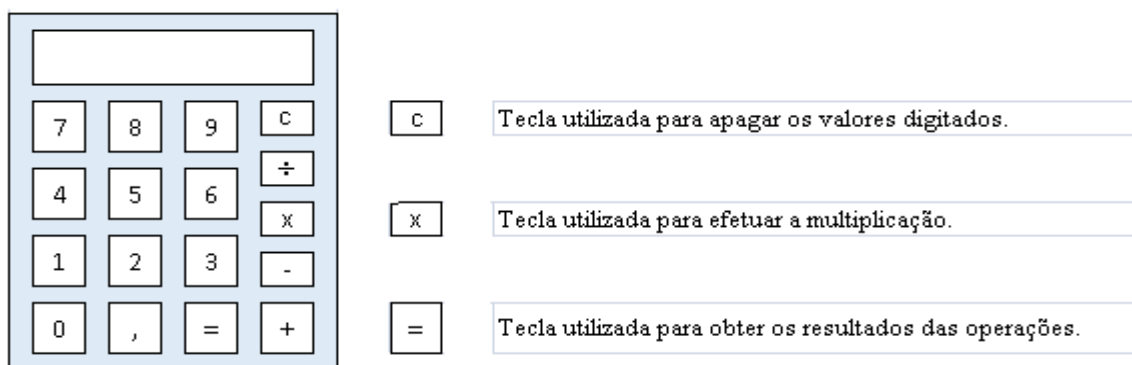 7 8 9 C
÷
4 5 6
X
1 2 3 -
0 , = +
C Tecla utilizada para apagar os valores digitados.
X Tecla utilizada para efetuar a multiplicação.
= Tecla utilizada para obter os resultados das operações.